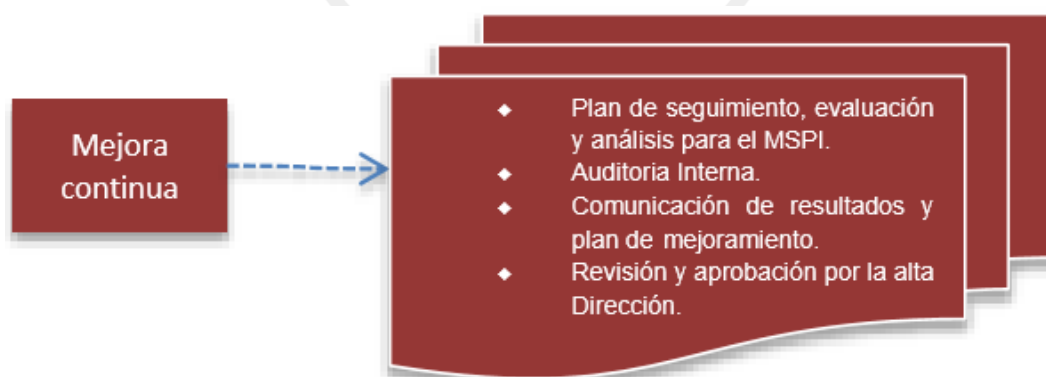 Mejora
continua
◆ Plan de seguimiento, evaluación
y análisis para el MSPI.
◆ Auditoria Interna.
◆ Comunicación de resultados y
plan de mejoramiento.
◆ Revisión y aprobación por la alta
Dirección.